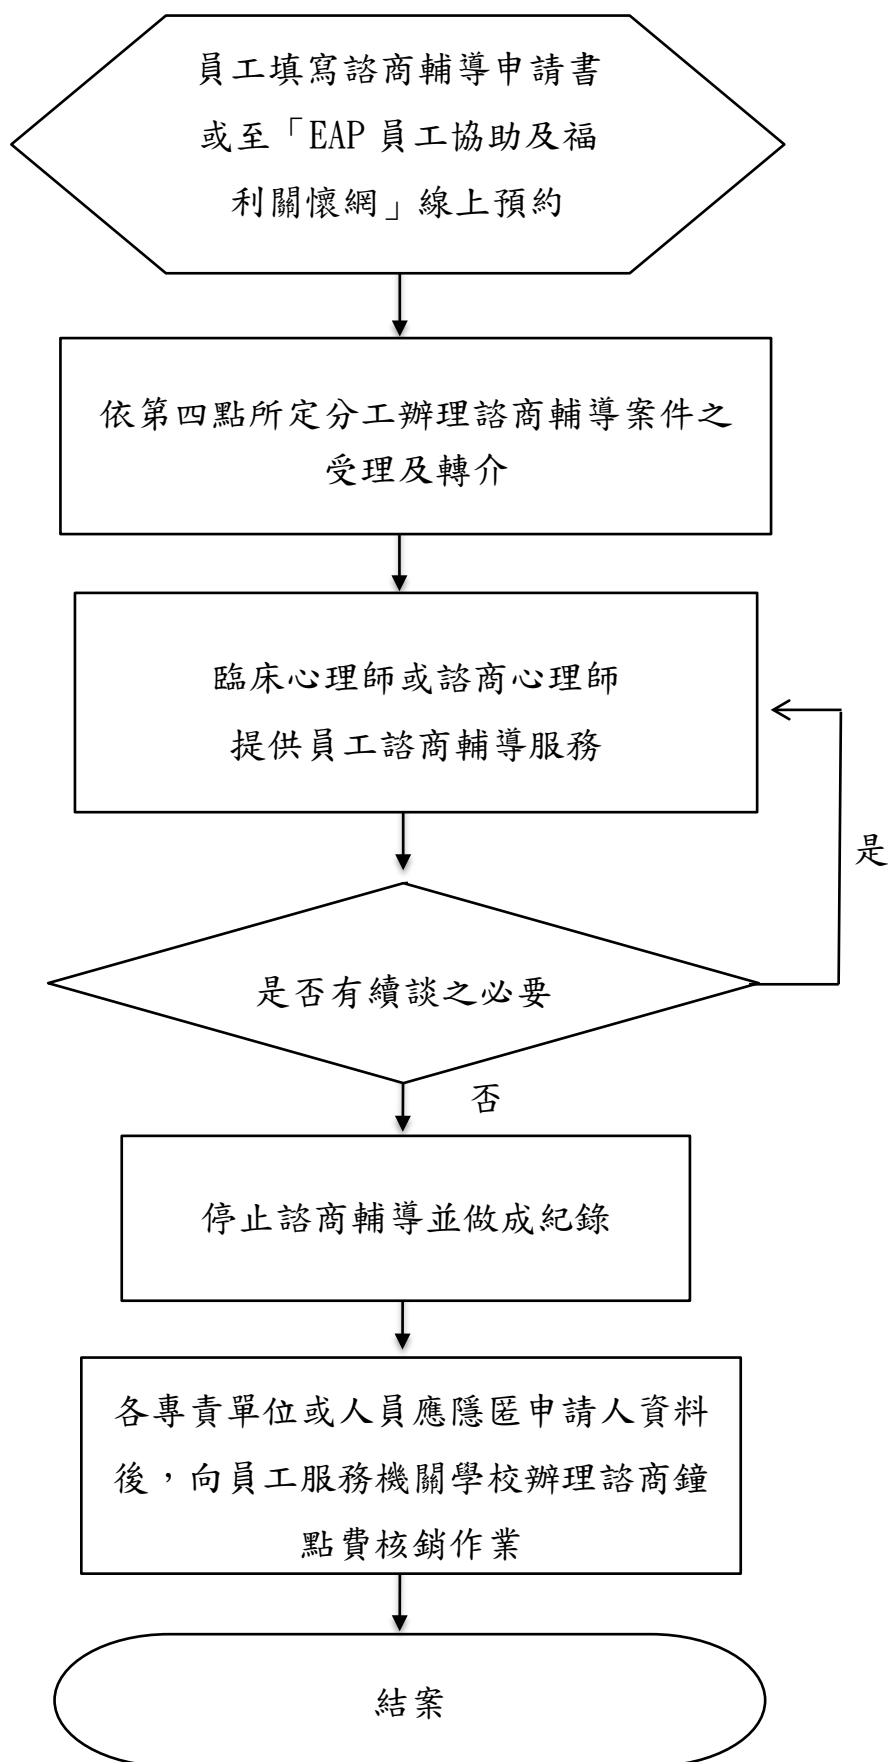 員工填寫諮商輔導申請書
或至「EAP 員工協助及福
利關懷網」線上預約
依第四點所定分工辦理諮商輔導案件之
受理及轉介
臨床心理師或諮商心理師
提供員工諮商輔導服務
是
是否有續談之必要
否
停止諮商輔導並做成紀錄
各專責單位或人員應隱匿申請人資料
後，向員工服務機關學校辦理諮商鐘
點費核銷作業
結案